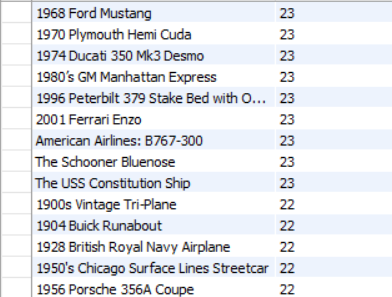 1968 Ford Mustang 23
1970 Plymouth Hemi Cuda 23
1974 Ducati 350 Mk3 Desmo 23
1980's GM Manhattan Express 23
1996 Peterbilt 379 Stake Bed with O... 23
2001 Ferrari Enzo 23
American Airlines: B767-300 23
The Schooner Bluenose 23
The USS Constitution Ship 23
1900s Vintage Tri-Plane 22
1904 Buick Runabout 22
1928 British Royal Navy Airplane 22
1950's Chicago Surface Lines Streetcar 22
1956 Porsche 356A Coupe 22